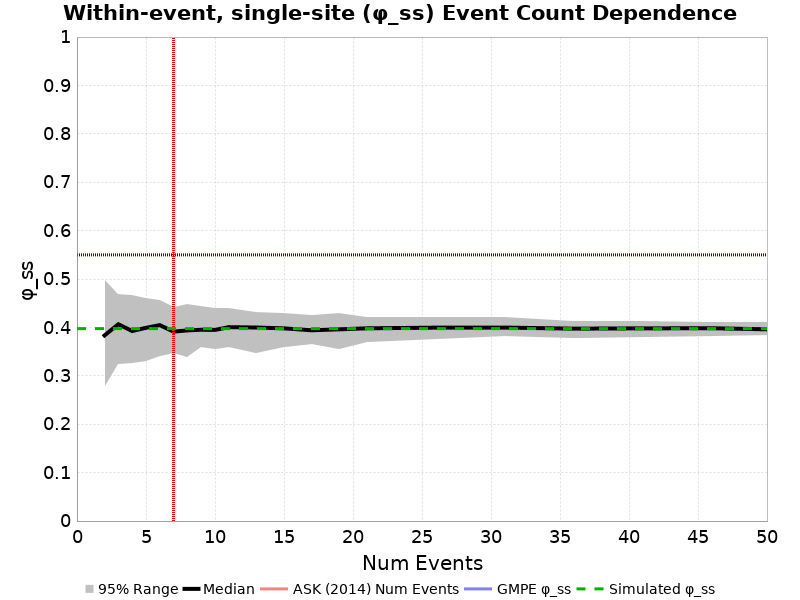 Within-event, single-site (φ_ss) Event Count Dependence
1
0.9
0.8
0.7
0.6
0.5
0.4
0.3
0.2
0.1
0
φ_ss
0 5 10 15 20 25 30 35 40 45 50
Num Events
95% Range Median ASK (2014) Num Events GMPE φ_ss Simulated φ_ss